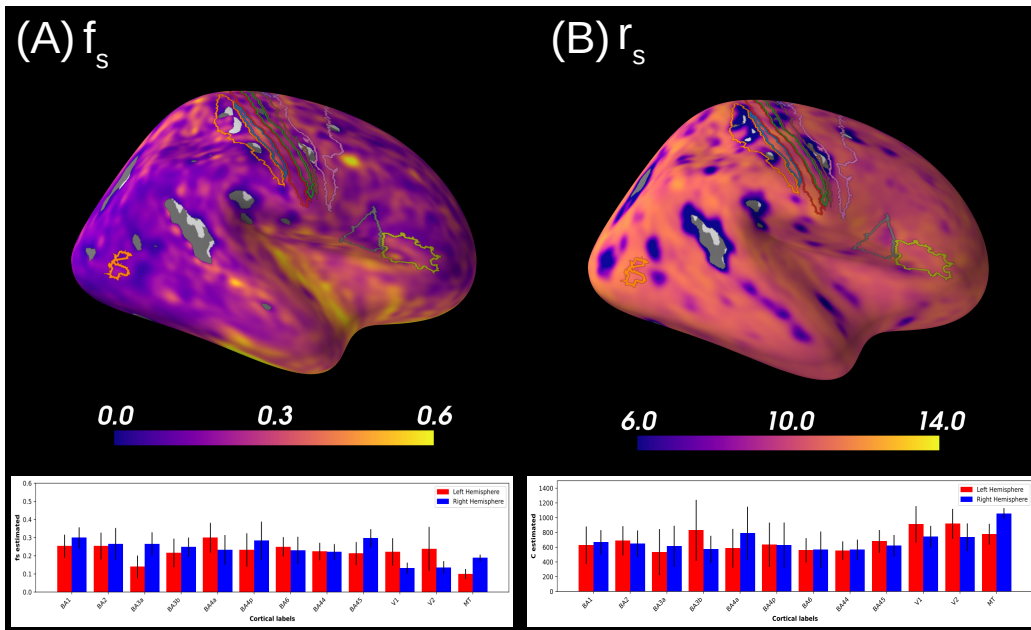 (A) fs
(B) rs
0.0 0.3 0.6
6.0 10.0 14.0
0.6
0.5
0.4
0.3
0.2
0.1
0.0
fs estimated
Left Hemisphere
Right Hemisphere
BA1 BA2 BA3a BA3b BA4a BA4p BA6 BA44 BA45 V1 V2 MT
Cortical labels
1400
1200
1000
800
600
400
200
0
C estimated
Left Hemisphere
Right Hemisphere
BA1 BA2 BA3a BA3b BA4a BA4p BA6 BA44 BA45 V1 V2 MT
Cortical labels